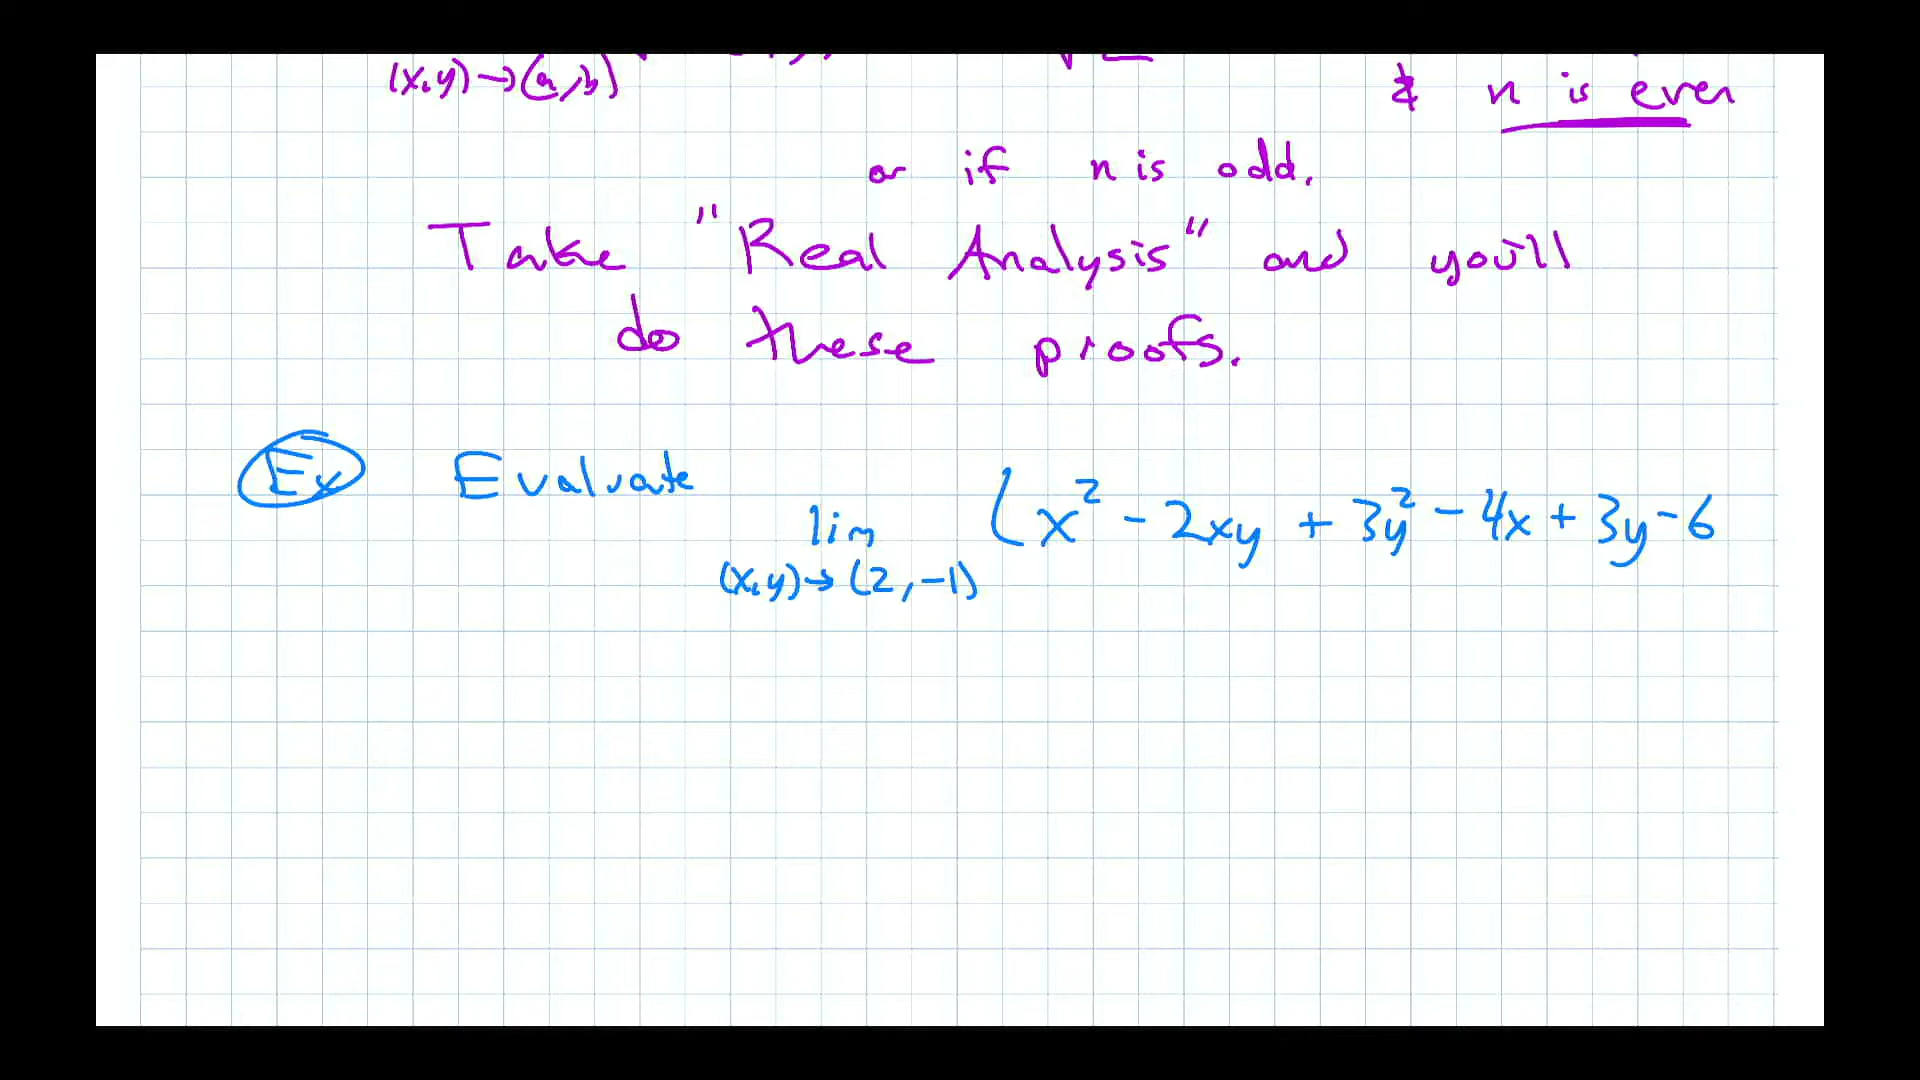 (x,y)→(a,b) & n is even
or if n is odd.
Take "Real Analysis" and you'll
do these proofs.
Ex Evaluate
lim (x² - 2xy + 3y² - 4x + 3y - 6
(x,y)→(2,-1)